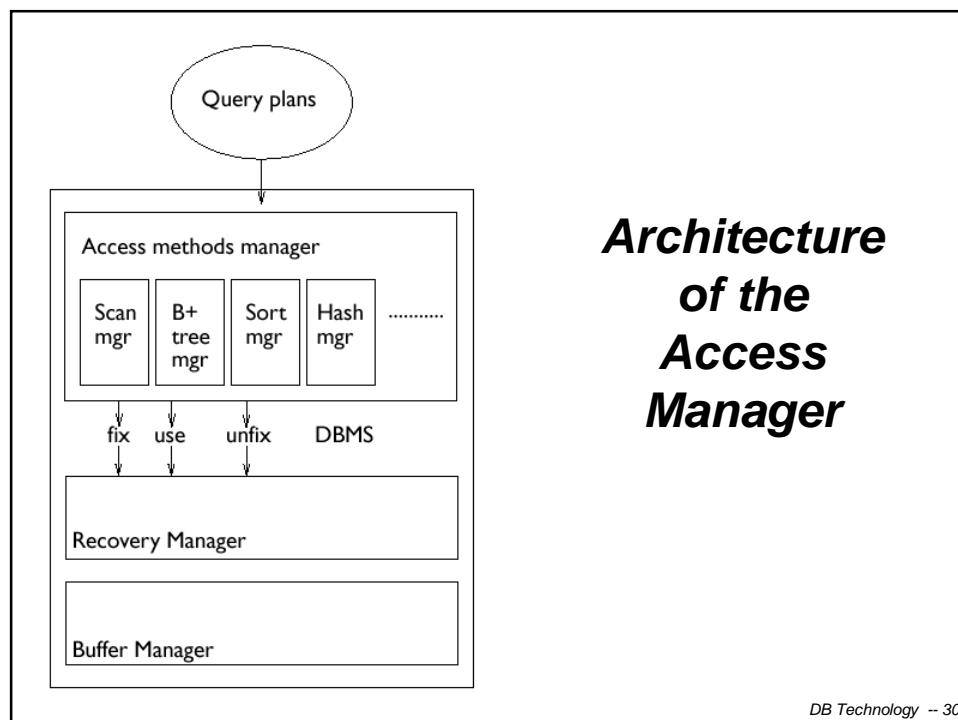 Query plans
Access methods manager
Scan
mgr
B+
tree
mgr
Sort
mgr
Hash
mgr
...........
fix use unfix DBMS
Recovery Manager
Buffer Manager
Architecture
of the
Access
Manager
DB Technology -- 30